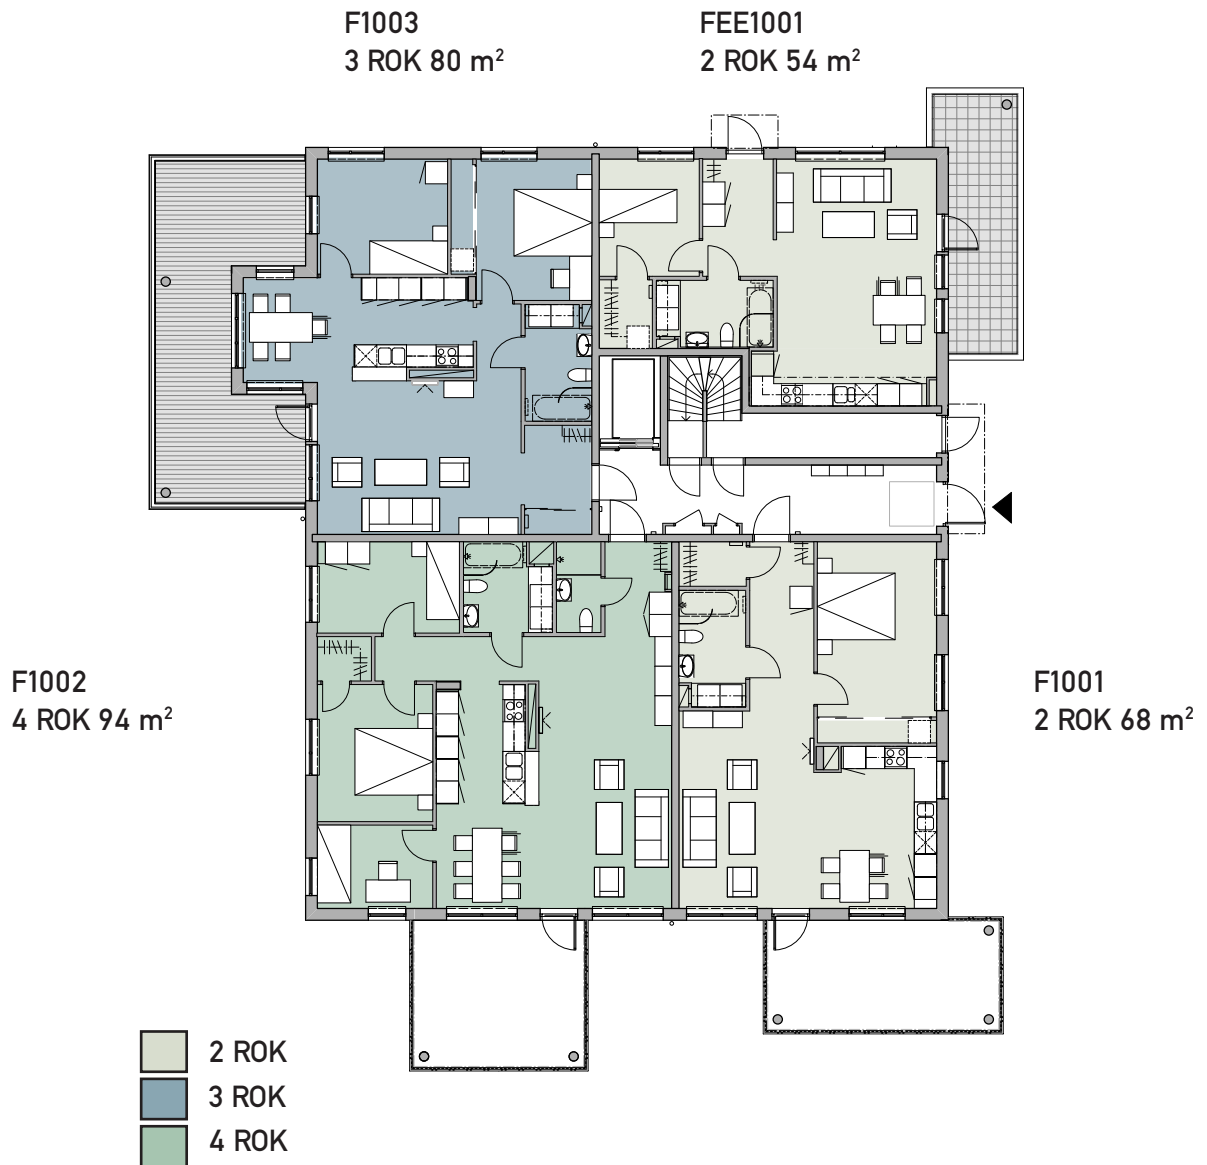 F1003
3 ROK 80 m²
FEE1001
2 ROK 54 m²
F1002
4 ROK 94 m²
F1001
2 ROK 68 m²
2 ROK
3 ROK
4 ROK